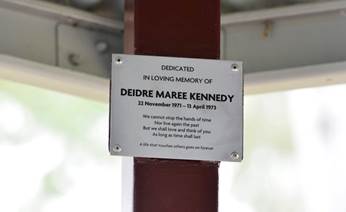 DEDICATED
IN LOVING MEMORY OF
DEIDRE MAREE KENNEDY
22 November 1971 – 13 April 1973
We cannot stop the hands of time
Nor live again the past
But we shall love and think of you
As long as time shall last
A life that touches others goes on forever